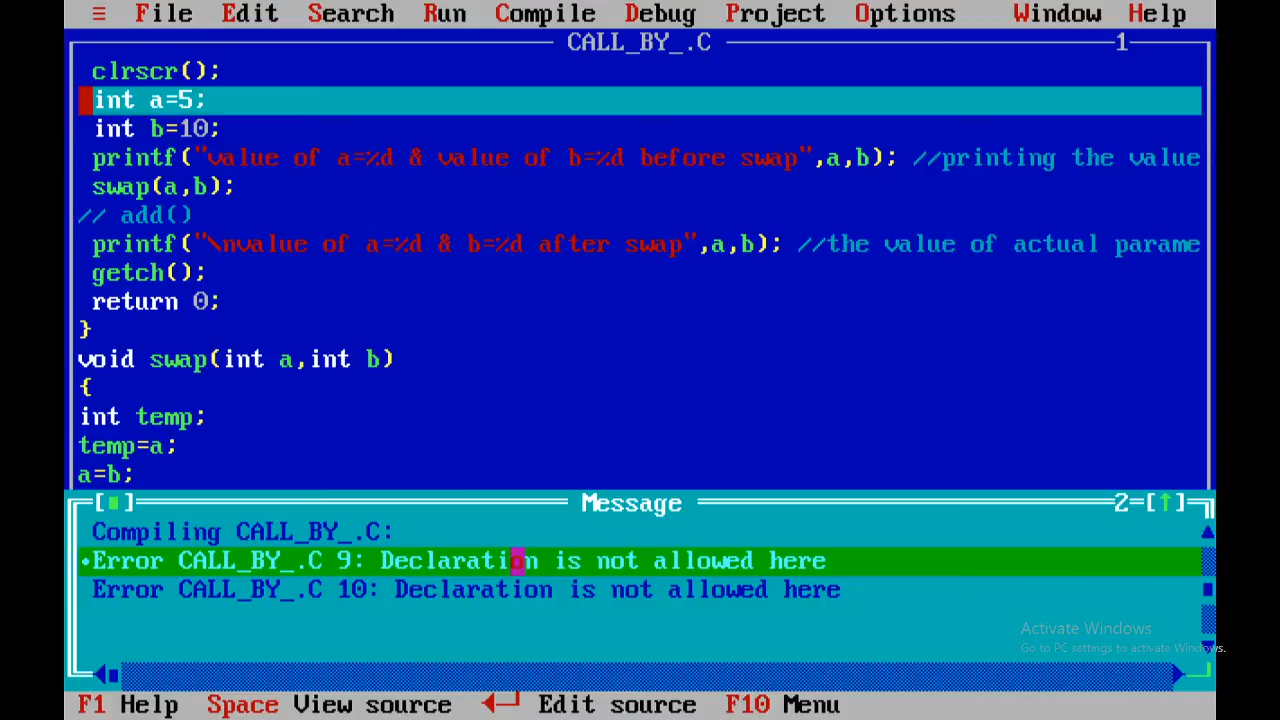 ≡ File Edit Search Run Compile Debug Project Options Window Help
CALL_BY_.C 1
clrscr();
int a=5;
int b=10;
printf("value of a=%d & value of b=%d before swap",a,b); //printing the value
swap(a,b);
// add()
printf("\nvalue of a=%d & b=%d after swap",a,b); //the value of actual parame
getch();
return 0;
}
void swap(int a,int b)
{
int temp;
temp=a;
a=b;
[■] Message 2=[↑]
Compiling CALL_BY_.C:
•Error CALL_BY_.C 9: Declaration is not allowed here
Error CALL_BY_.C 10: Declaration is not allowed here
Activate Windows
Go to PC settings to activate Windows.
F1 Help Space View source ◄┘ Edit source F10 Menu